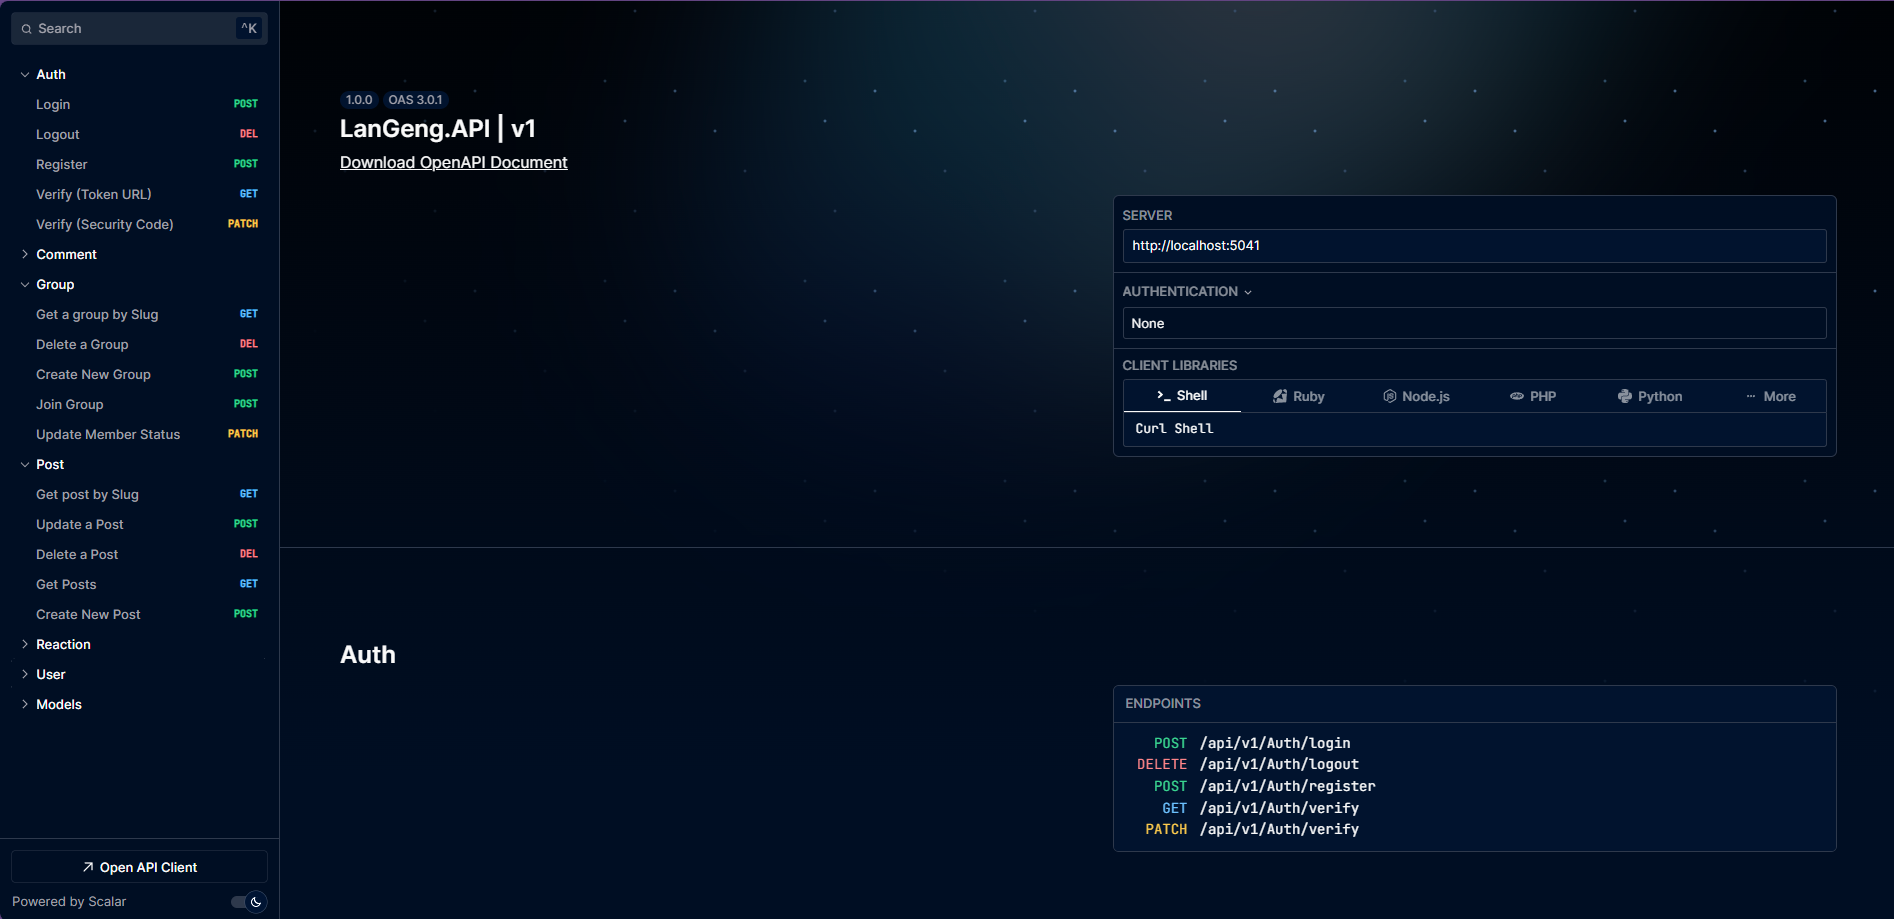 Search ^K
Auth
Login POST
Logout DEL
Register POST
Verify (Token URL) GET
Verify (Security Code) PATCH
Comment
Group
Get a group by Slug GET
Delete a Group DEL
Create New Group POST
Join Group POST
Update Member Status PATCH
Post
Get post by Slug GET
Update a Post POST
Delete a Post DEL
Get Posts GET
Create New Post POST
Reaction
User
Models
Open API Client
Powered by Scalar
1.0.0 OAS 3.0.1
LanGeng.API | v1
Download OpenAPI Document
SERVER
http://localhost:5041
AUTHENTICATION
None
CLIENT LIBRARIES
Shell Ruby Node.js PHP Python More
Curl Shell
Auth
ENDPOINTS
POST /api/v1/Auth/login
DELETE /api/v1/Auth/logout
POST /api/v1/Auth/register
GET /api/v1/Auth/verify
PATCH /api/v1/Auth/verify